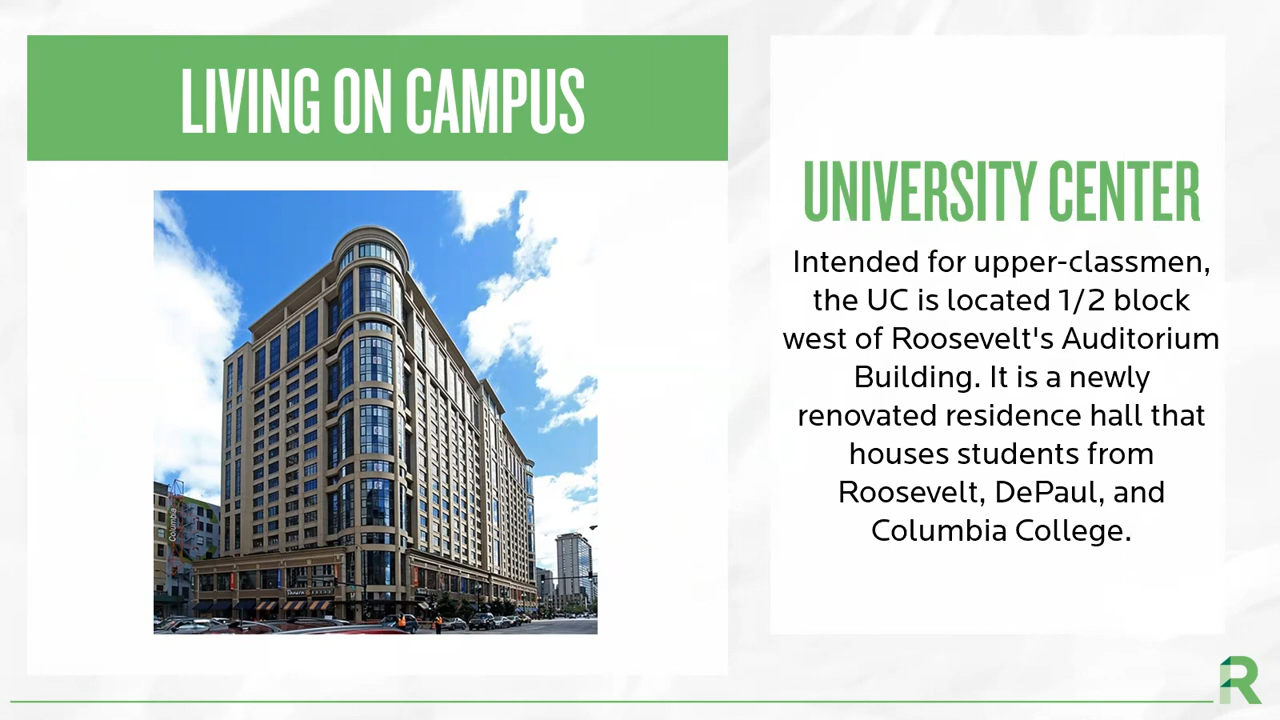 LIVING ON CAMPUS
Columbia
UNIVERSITY CENTER
Intended for upper-classmen,
the UC is located 1/2 block
west of Roosevelt's Auditorium
Building. It is a newly
renovated residence hall that
houses students from
Roosevelt, DePaul, and
Columbia College.
R